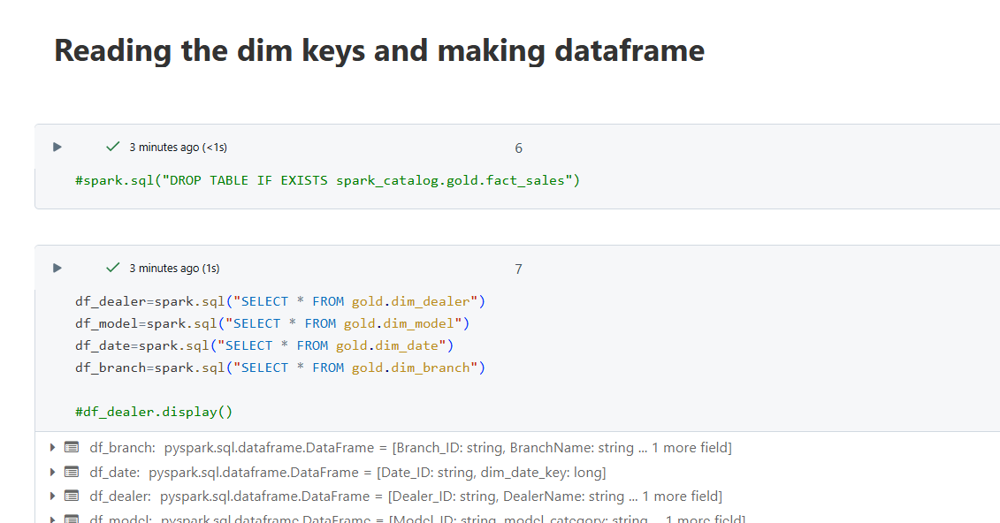 Reading the dim keys and making dataframe
3 minutes ago (<1s)
6
#spark.sql("DROP TABLE IF EXISTS spark_catalog.gold.fact_sales")
3 minutes ago (1s)
7
df_dealer=spark.sql("SELECT * FROM gold.dim_dealer")
df_model=spark.sql("SELECT * FROM gold.dim_model")
df_date=spark.sql("SELECT * FROM gold.dim_date")
df_branch=spark.sql("SELECT * FROM gold.dim_branch")
#df_dealer.display()
df_branch: pyspark.sql.dataframe.DataFrame = [Branch_ID: string, BranchName: string ... 1 more field]
df_date: pyspark.sql.dataframe.DataFrame = [Date_ID: string, dim_date_key: long]
df_dealer: pyspark.sql.dataframe.DataFrame = [Dealer_ID: string, DealerName: string ... 1 more field]
df_model: pyspark.sql.dataframe.DataFrame = [Model_ID: string, model_category: string ... 1 more field]